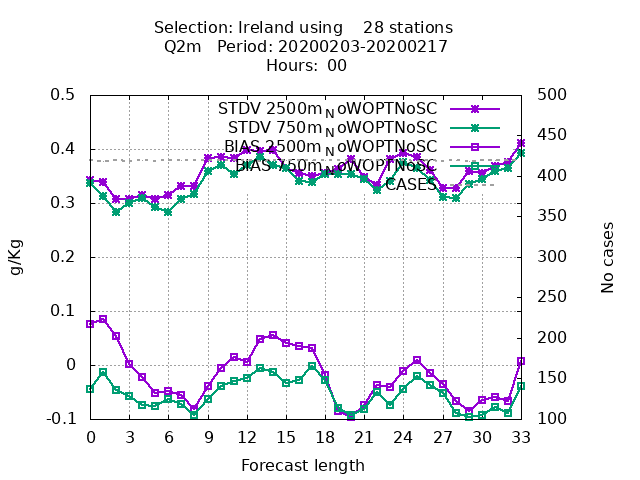 Selection: Ireland using    28 stations
Q2m   Period: 20200203-20200217
Hours:  00
0.5
0.4
0.3
0.2
0.1
0
-0.1
g/Kg
STDV 2500m_NoWOPTNoSC
STDV 750m_NoWOPTNoSC
BIAS 2500m_NoWOPTNoSC
BIAS 750m_NoWOPTNoSC
CASES
500
450
400
350
300
250
200
150
100
No cases
0 3 6 9 12 15 18 21 24 27 30 33
Forecast length